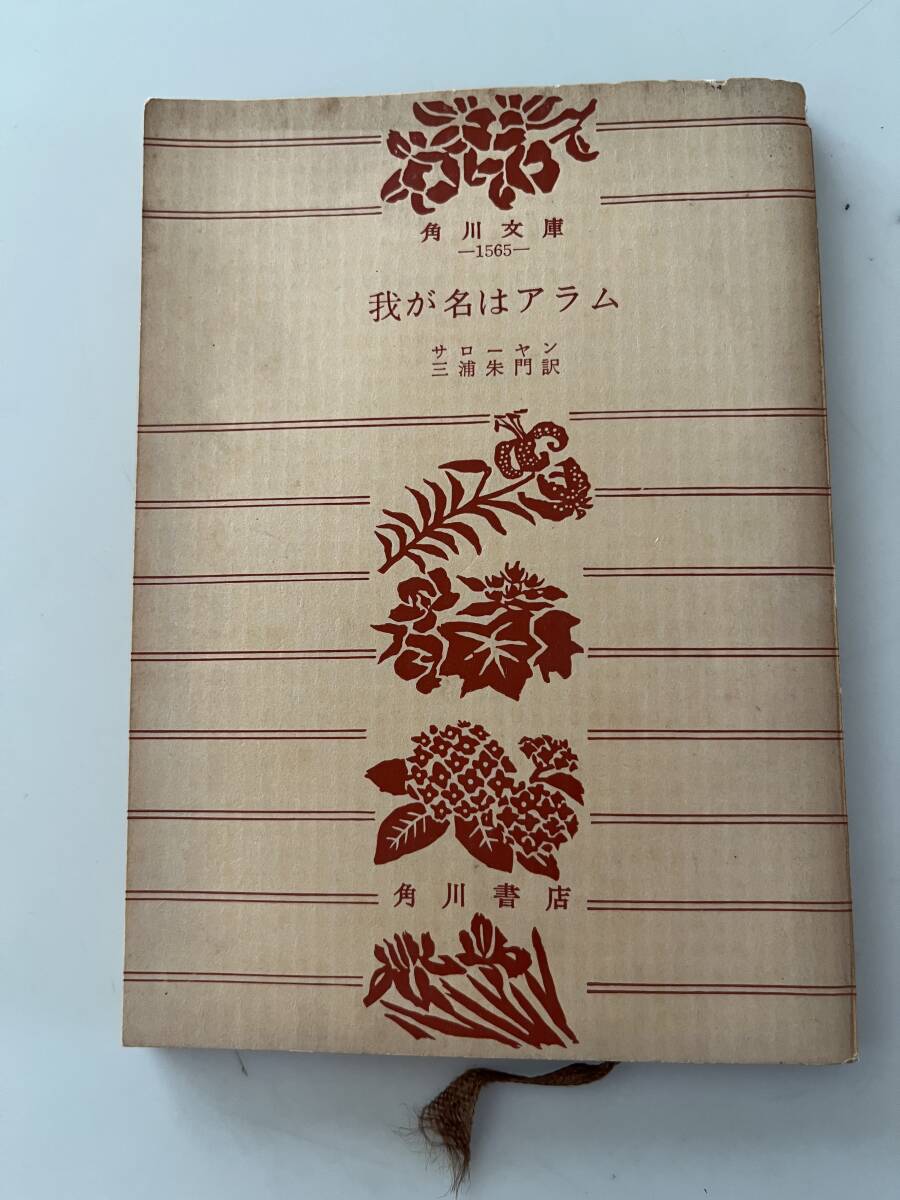 角川文庫
—1565—
我が名はアラム
サローヤン
三浦朱門訳
角川書店